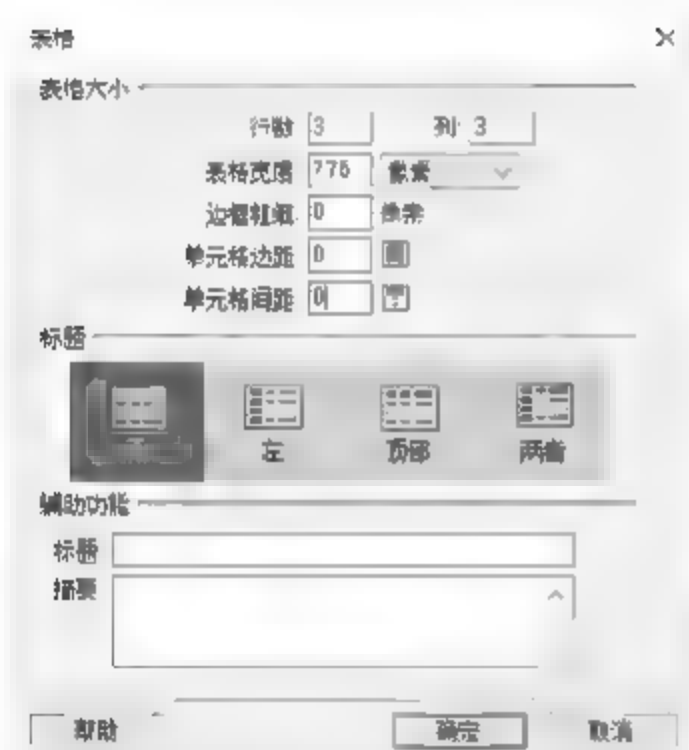 表格
表格大小
行数 3 列: 3
表格宽度 775 像素
边框粗细: 0 像素
单元格边距 0
单元格间距 0
标题
左 顶部 两者
辅助功能
标题
摘要
帮助 确定 取消